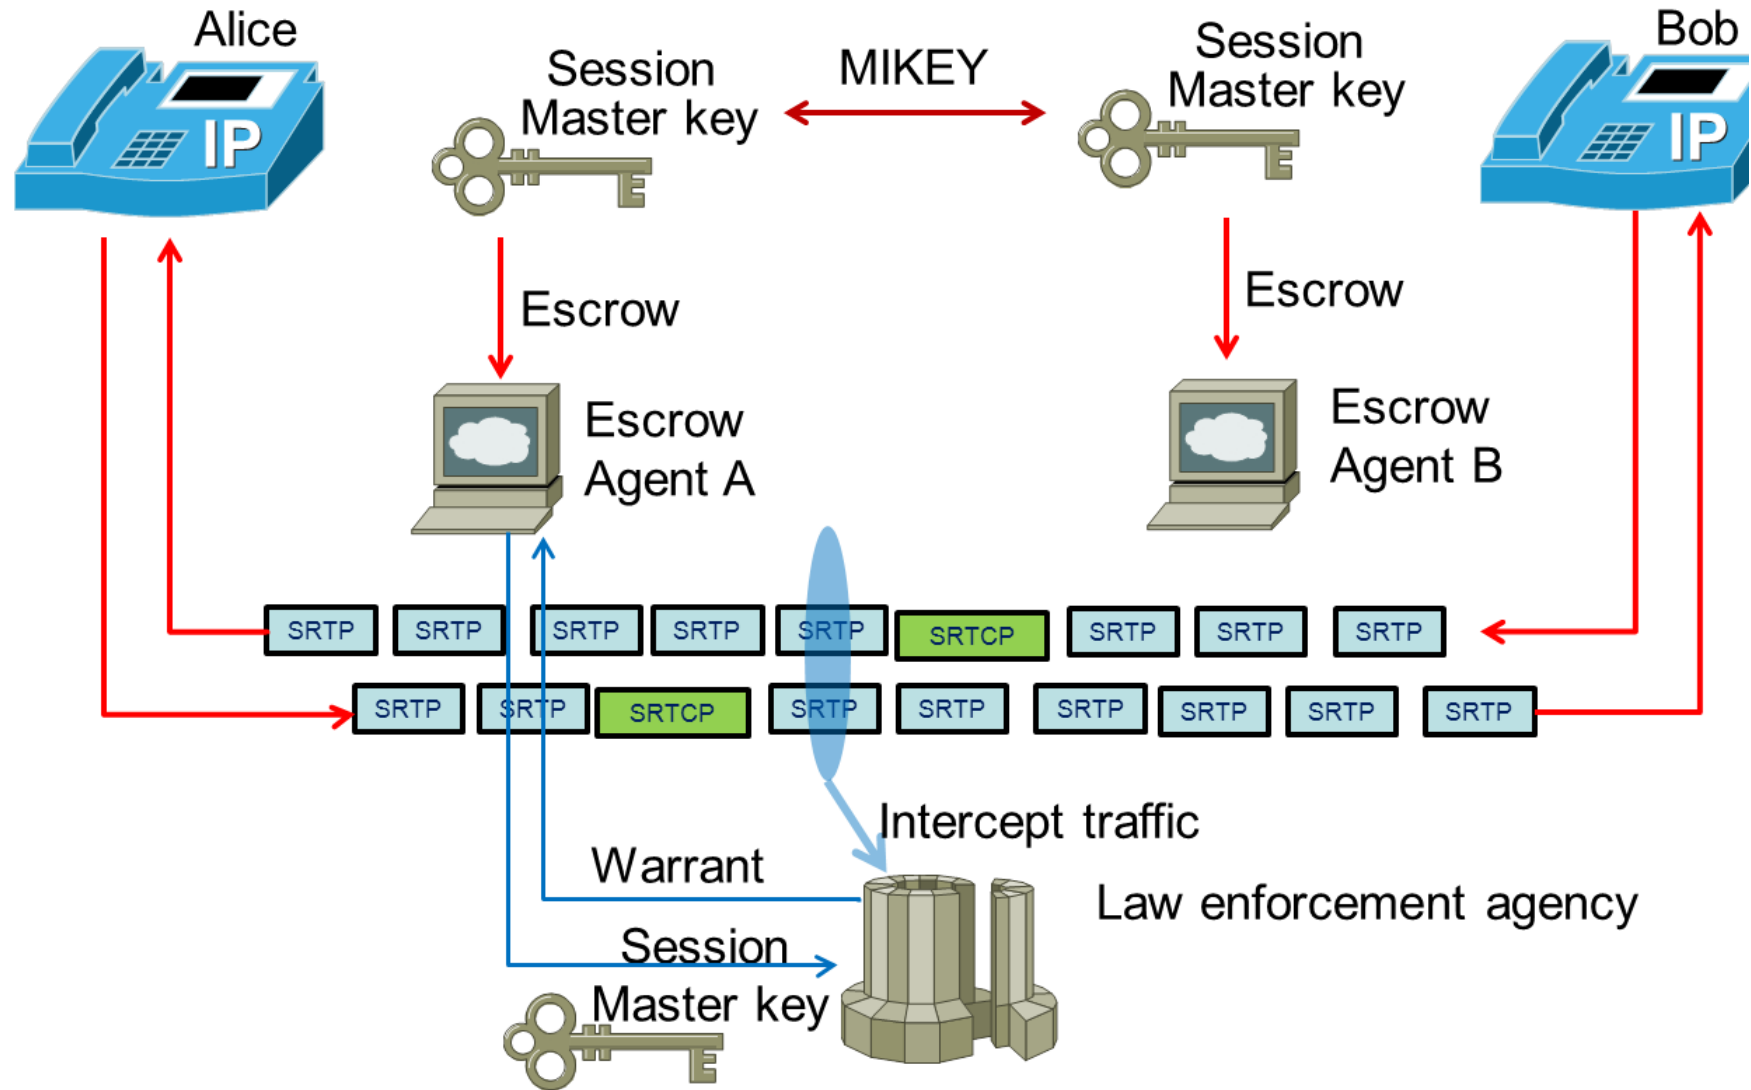 Alice
Bob
Session
Master key
MIKEY
Session
Master key
IP
IP
Escrow
Escrow
Escrow
Agent A
Escrow
Agent B
SRTP SRTP SRTP SRTP SRTP SRTCP SRTP SRTP SRTP
SRTP SRTP SRTCP SRTP SRTP SRTP SRTP SRTP SRTP
Intercept traffic
Warrant
Law enforcement agency
Session
Master key